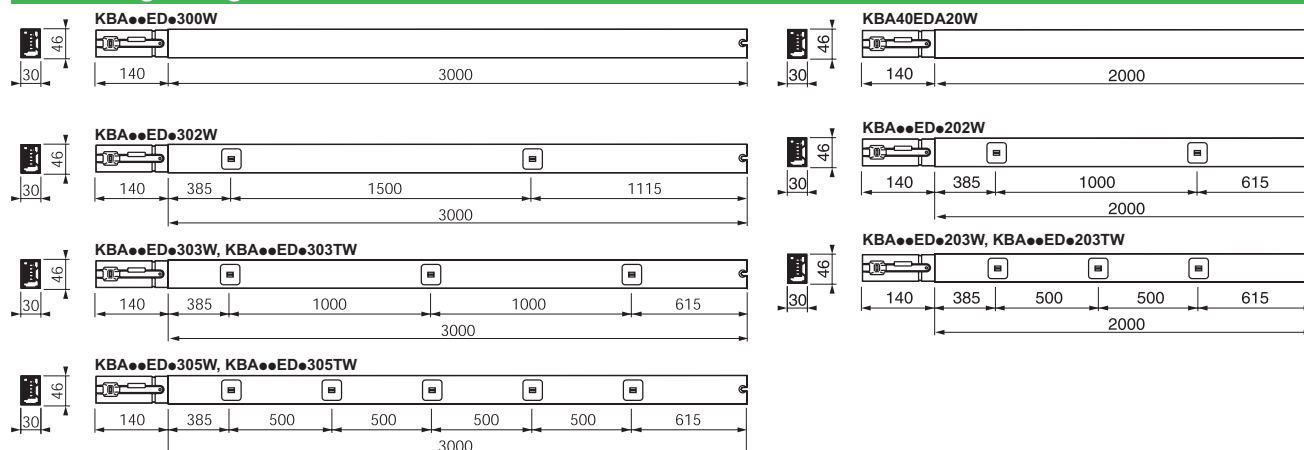 KBA●●ED●300W
46
30
140
3000
KBA●●ED●302W
46
30
140 385 1500 1115
3000
KBA●●ED●303W, KBA●●ED●303TW
46
30
140 385 1000 1000 615
3000
KBA●●ED●305W, KBA●●ED●305TW
46
30
140 385 500 500 500 500 615
3000
KBA40EDA20W
46
30
140
2000
KBA●●ED●202W
46
30
140 385 1000 615
2000
KBA●●ED●203W, KBA●●ED●203TW
46
30
140 385 500 500 615
2000